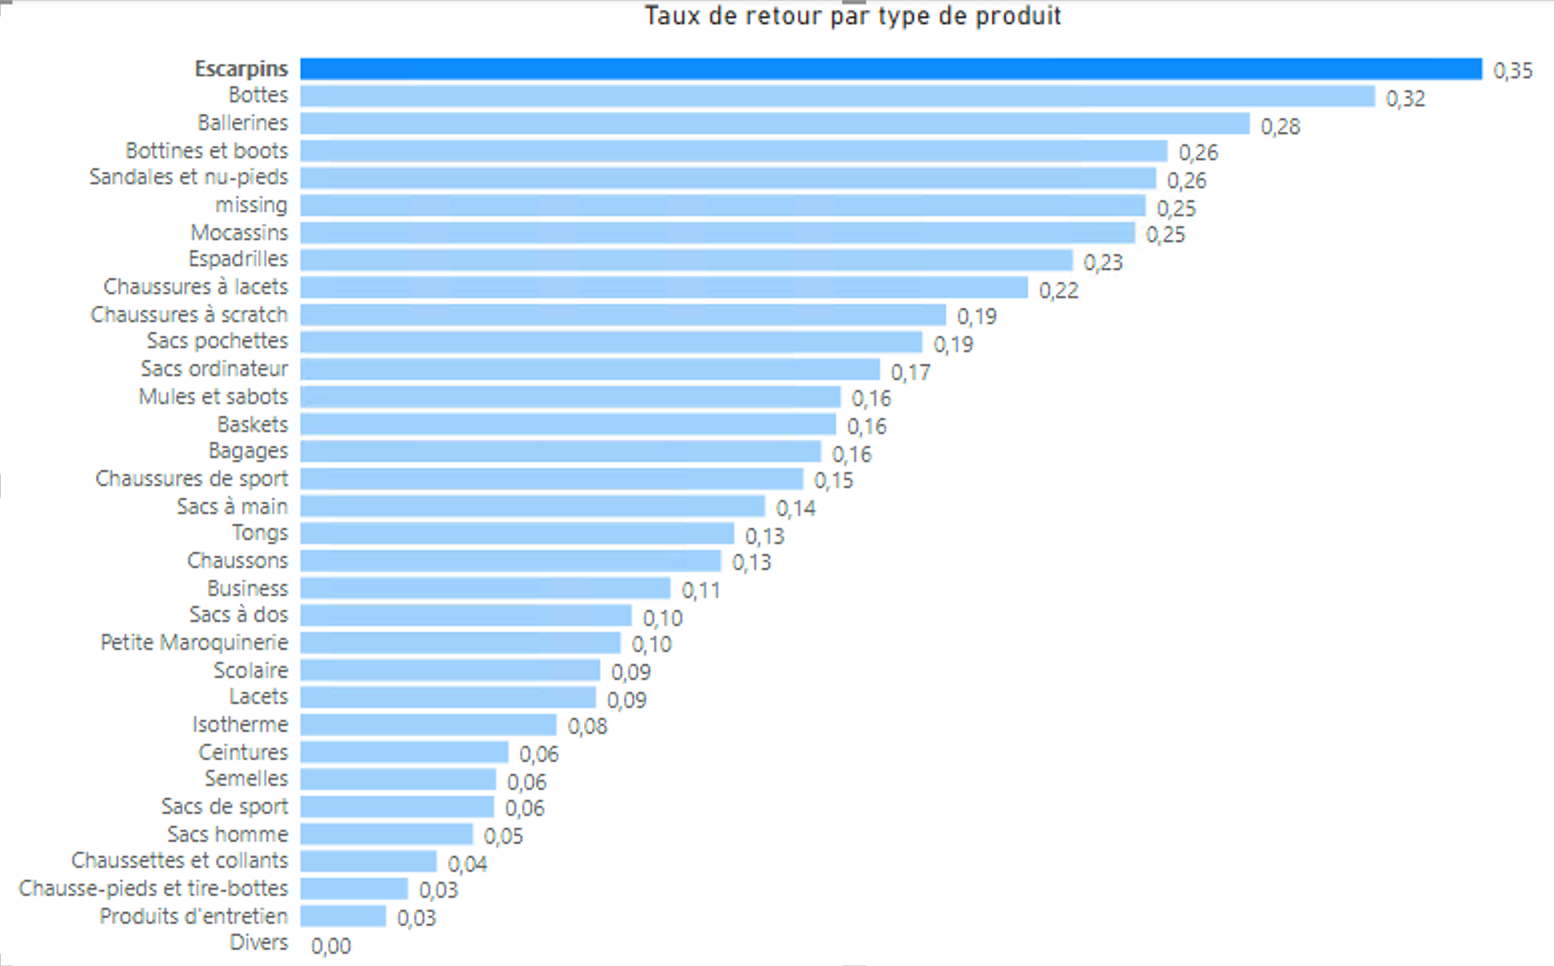 Taux de retour par type de produit
Escarpins 0,35
Bottes 0,32
Ballerines 0,28
Bottines et boots 0,26
Sandales et nu-pieds 0,26
missing 0,25
Mocassins 0,25
Espadrilles 0,23
Chaussures à lacets 0,22
Chaussures à scratch 0,19
Sacs pochettes 0,19
Sacs ordinateur 0,17
Mules et sabots 0,16
Baskets 0,16
Bagages 0,16
Chaussures de sport 0,15
Sacs à main 0,14
Tongs 0,13
Chaussons 0,13
Business 0,11
Sacs à dos 0,10
Petite Maroquinerie 0,10
Scolaire 0,09
Lacets 0,09
Isotherme 0,08
Ceintures 0,06
Semelles 0,06
Sacs de sport 0,06
Sacs homme 0,05
Chaussettes et collants 0,04
Chausse-pieds et tire-bottes 0,03
Produits d'entretien 0,03
Divers 0,00